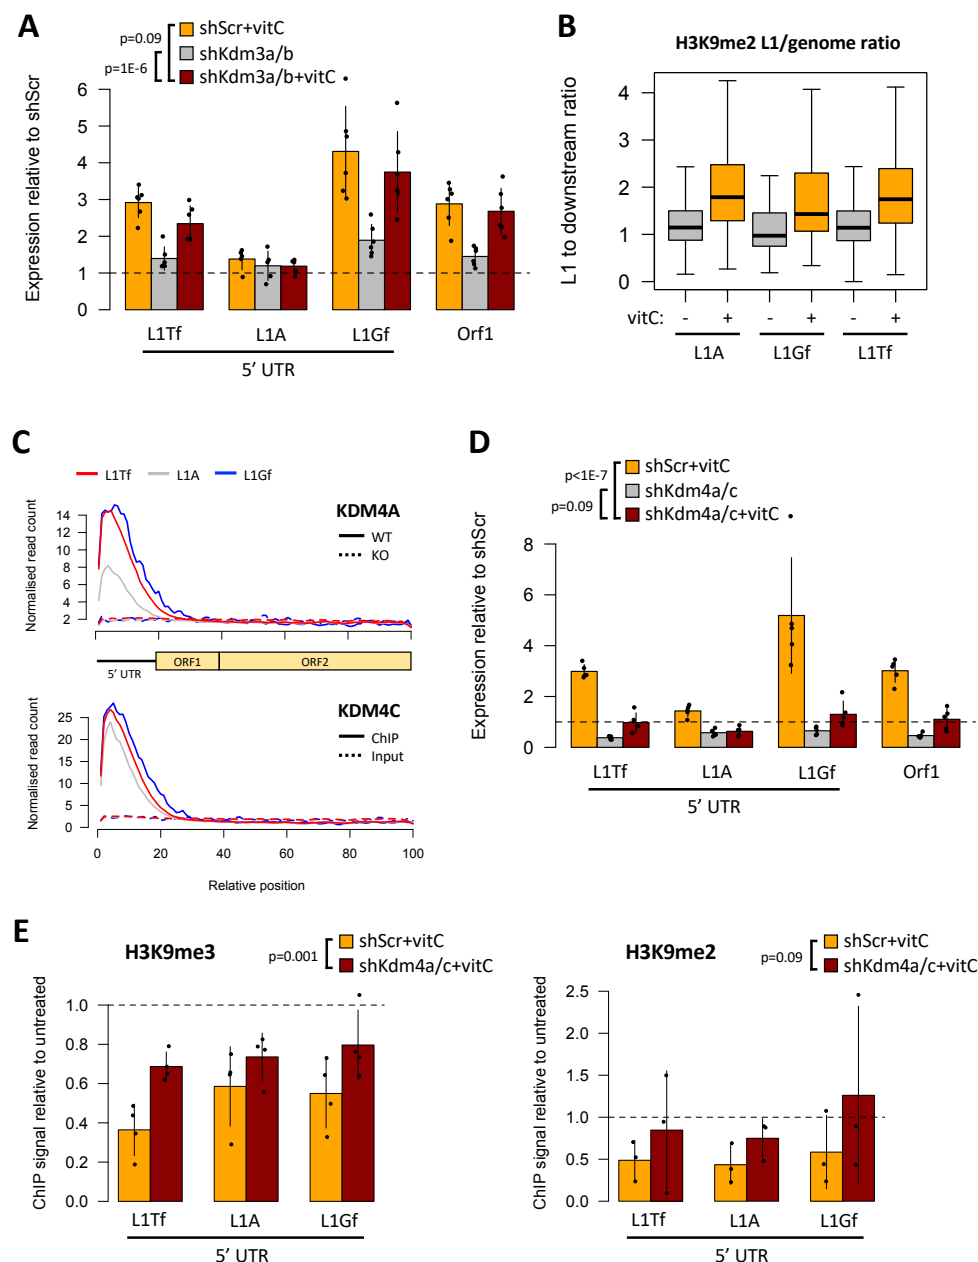 A
p=0.09
p=1E-6
shScr+vitC
shKdm3a/b
shKdm3a/b+vitC
Expression relative to shScr
6
5
4
3
2
1
0
L1Tf L1A L1Gf Orf1
5’ UTR
B
H3K9me2 L1/genome ratio
L1 to downstream ratio
4
3
2
1
0
vitC: - + - + - +
L1A L1Gf L1Tf
C
L1Tf L1A L1Gf
KDM4A
WT
KO
Normalised read count
14
12
10
8
6
4
2
5’ UTR ORF1 ORF2
KDM4C
ChIP
Input
Normalised read count
25
20
15
10
5
0
0 20 40 60 80 100
Relative position
D
p<1E-7
p=0.09
shScr+vitC
shKdm4a/c
shKdm4a/c+vitC
Expression relative to shScr
8
6
4
2
0
L1Tf L1A L1Gf Orf1
5’ UTR
E
H3K9me3
p=0.001
shScr+vitC
shKdm4a/c+vitC
ChIP signal relative to untreated
1.0
0.8
0.6
0.4
0.2
0.0
L1Tf L1A L1Gf
5’ UTR
H3K9me2
p=0.09
shScr+vitC
shKdm4a/c+vitC
ChIP signal relative to untreated
2.5
2.0
1.5
1.0
0.5
0.0
L1Tf L1A L1Gf
5’ UTR